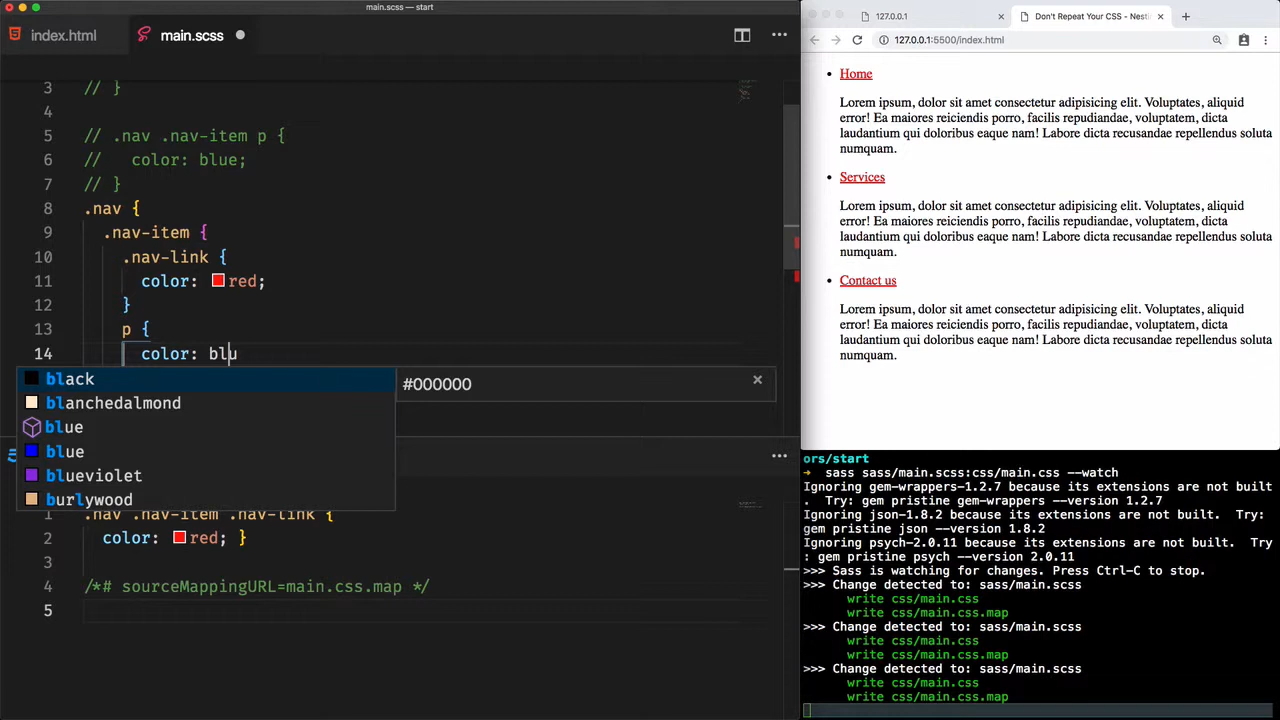 main.scss — start
index.html
main.scss
3 // }
4
5 // .nav .nav-item p {
6 //   color: blue;
7 // }
8 .nav {
9 .nav-item {
10 .nav-link {
11 color: red;
12 }
13 p {
14 color: blu
black
#000000
blanchedalmond
blue
blue
blueviolet
burlywood
1 .nav .nav-item .nav-link {
2 color: red; }
3
4 /*# sourceMappingURL=main.css.map */
5
127.0.0.1
Don't Repeat Your CSS - Nesti
127.0.0.1:5500/index.html
• Home
Lorem ipsum, dolor sit amet consectetur adipisicing elit. Voluptates, aliquid
error! Ea maiores reiciendis porro, facilis repudiandae, voluptatem, dicta
laudantium qui doloribus eaque nam! Labore dicta recusandae repellendus soluta
numquam.
• Services
Lorem ipsum, dolor sit amet consectetur adipisicing elit. Voluptates, aliquid
error! Ea maiores reiciendis porro, facilis repudiandae, voluptatem, dicta
laudantium qui doloribus eaque nam! Labore dicta recusandae repellendus soluta
numquam.
• Contact us
Lorem ipsum, dolor sit amet consectetur adipisicing elit. Voluptates, aliquid
error! Ea maiores reiciendis porro, facilis repudiandae, voluptatem, dicta
laudantium qui doloribus eaque nam! Labore dicta recusandae repellendus soluta
numquam.
ors/start
➜ sass sass/main.scss:css/main.css --watch
Ignoring gem-wrappers-1.2.7 because its extensions are not built
. Try: gem pristine gem-wrappers --version 1.2.7
Ignoring json-1.8.2 because its extensions are not built. Try:
gem pristine json --version 1.8.2
Ignoring psych-2.0.11 because its extensions are not built. Try
: gem pristine psych --version 2.0.11
>>> Sass is watching for changes. Press Ctrl-C to stop.
>>> Change detected to: sass/main.scss
write css/main.css
write css/main.css.map
>>> Change detected to: sass/main.scss
write css/main.css
write css/main.css.map
>>> Change detected to: sass/main.scss
write css/main.css
write css/main.css.map